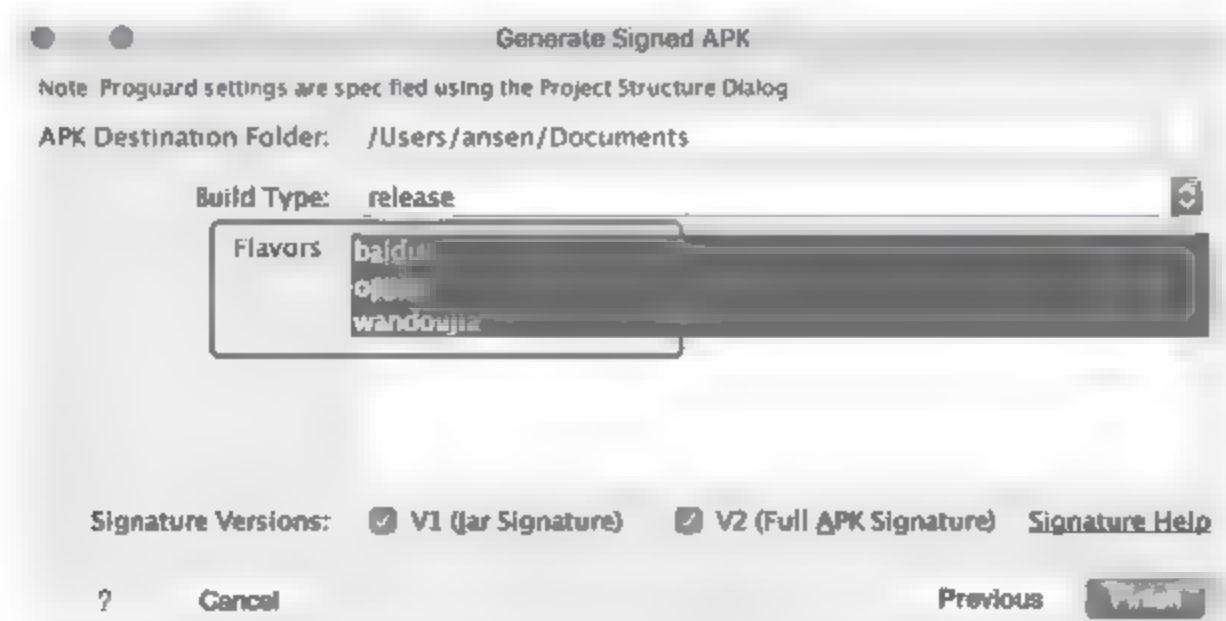 Generate Signed APK
Note Proguard settings are spec fied using the Project Structure Dialog
APK Destination Folder: /Users/ansen/Documents
Build Type: release
Flavors baidu
wandoujia
Signature Versions: V1 (Jar Signature) V2 (Full APK Signature) Signature Help
? Cancel Previous